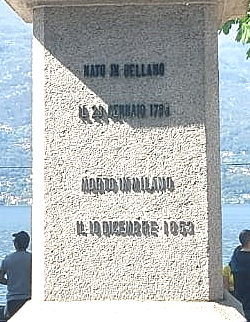 NATO IN BELLANO
IL 20 GENNAIO
MORTO IN MILANO
IL 10 DICEMBRE 1853